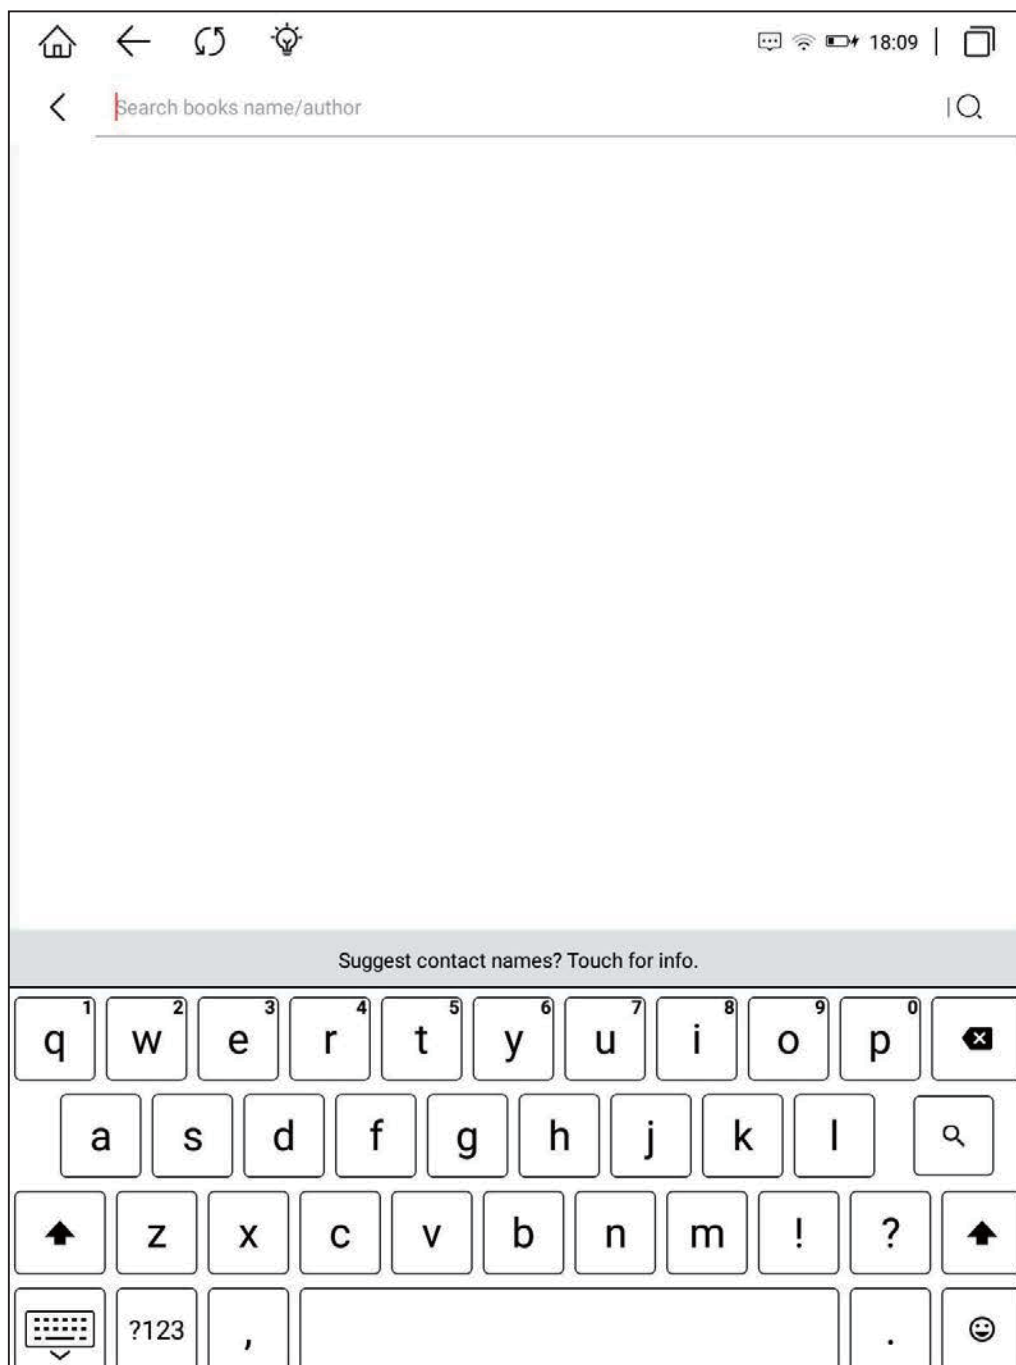 18:09
Search books name/author
Suggest contact names? Touch for info.
1 2 3 4 5 6 7 8 9 0
q w e r t y u i o p
a s d f g h j k l
z x c v b n m ! ?
?123 , .